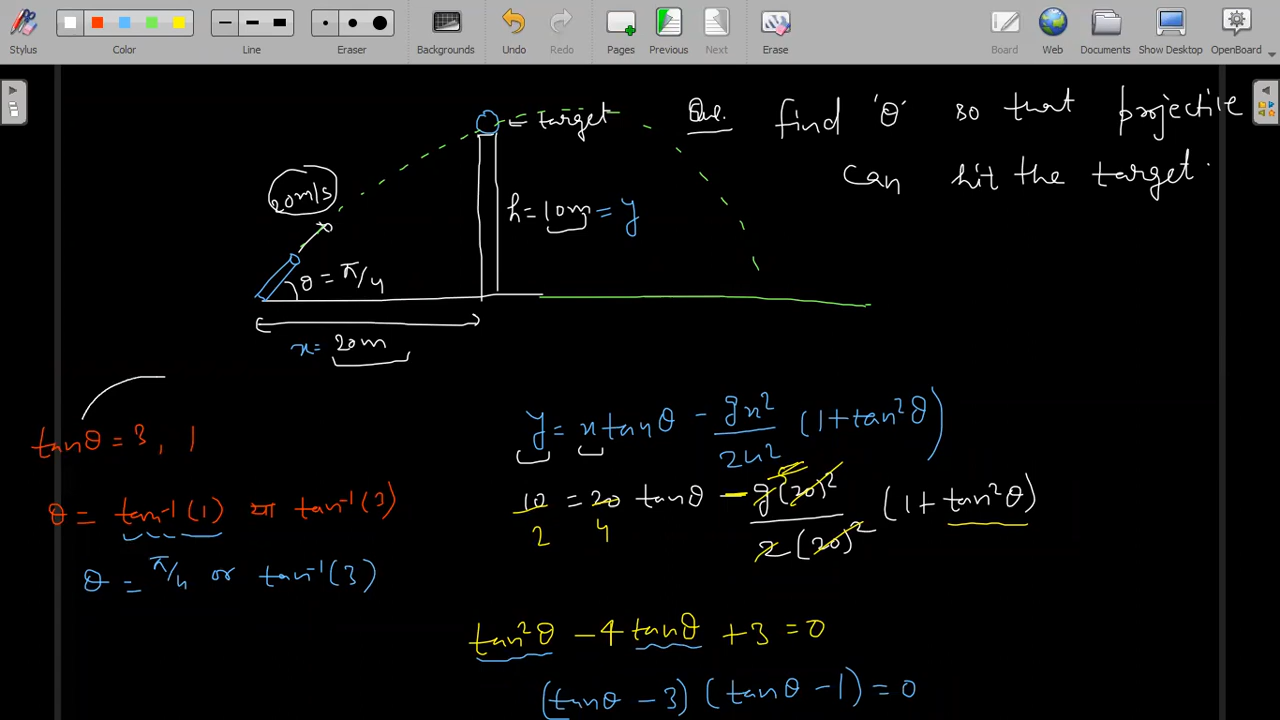 Stylus Color Line Eraser Backgrounds Undo Redo Pages Previous Next Erase Board Web Documents Show Desktop OpenBoard
← target
Que. find 'θ' so that projectile
can hit the target.
20m/s
h = 10m = y
θ = π/4
x = 20m
y = x tanθ - gx²/2u² (1 + tan²θ)
tanθ = 3, 1
10 = 20 tanθ - g(20)²/2(20)² (1 + tan²θ)
2 4
θ = tan⁻¹(1) या tan⁻¹(3)
θ = π/4 or tan⁻¹(3)
tan²θ - 4 tanθ + 3 = 0
(tanθ - 3) (tanθ - 1) = 0